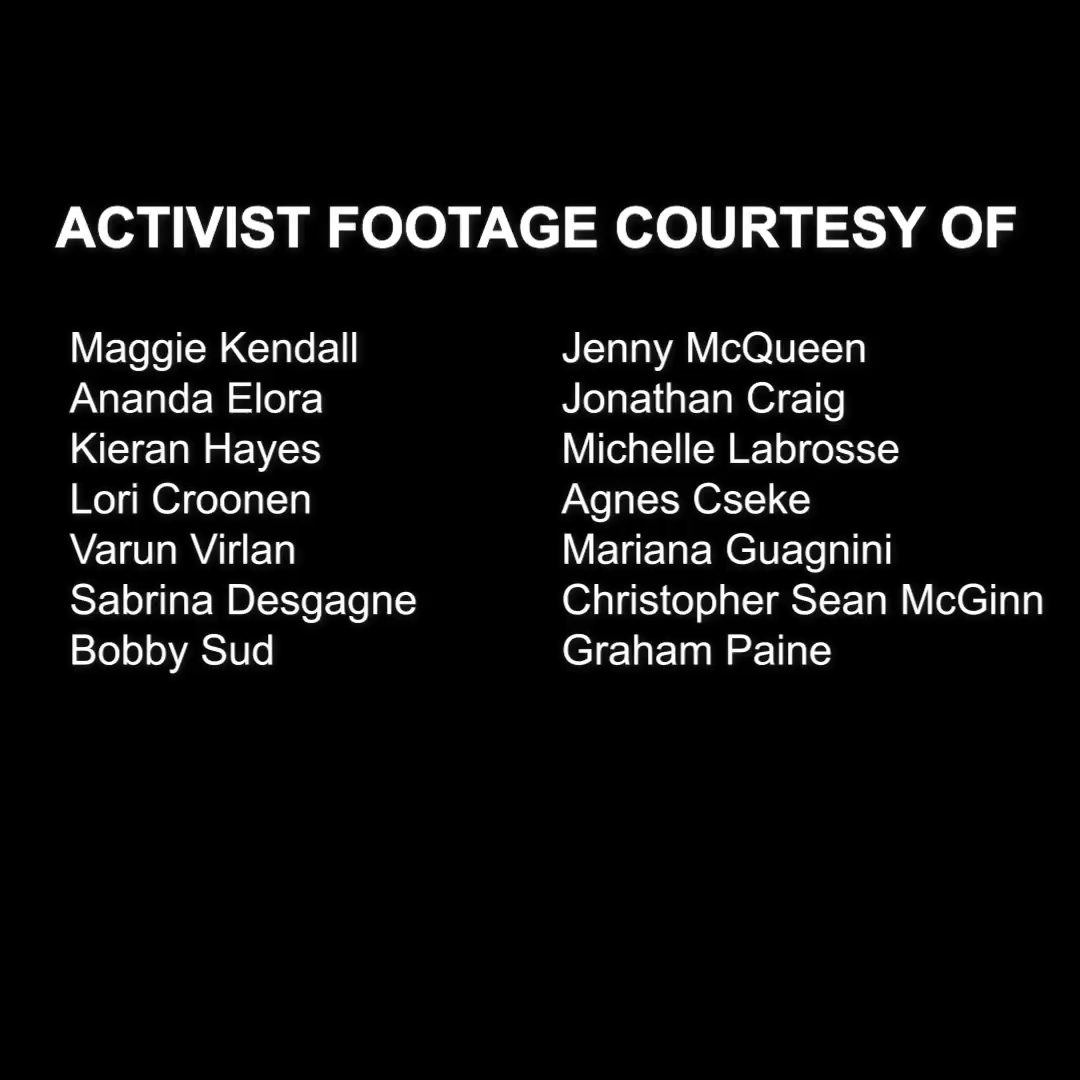 ACTIVIST FOOTAGE COURTESY OF
Maggie Kendall
Ananda Elora
Kieran Hayes
Lori Croonen
Varun Virlan
Sabrina Desgagne
Bobby Sud
Jenny McQueen
Jonathan Craig
Michelle Labrosse
Agnes Cseke
Mariana Guagnini
Christopher Sean McGinn
Graham Paine